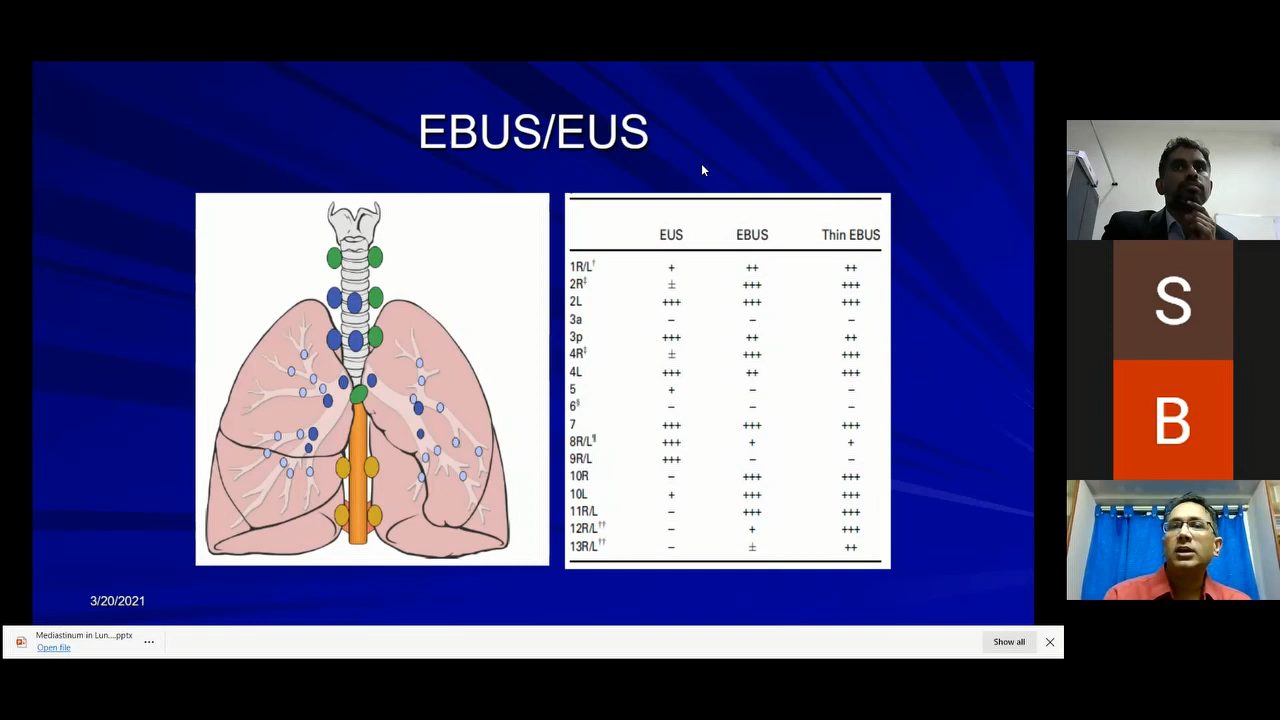 EBUS/EUS
EUS EBUS Thin EBUS
1R/L† + ++ ++
2R‡ ± +++ +++
2L +++ +++ +++
3a – – –
3p +++ ++ ++
4R‡ ± +++ +++
4L +++ ++ +++
5 + – –
6§ – – –
7 +++ +++ +++
8R/L¶ +++ + +
9R/L +++ – –
10R – +++ +++
10L + +++ +++
11R/L – +++ +++
12R/L†† – + +++
13R/L†† – ± ++
3/20/2021
S
B
Mediastinum in Lun....pptx
Open file
Show all